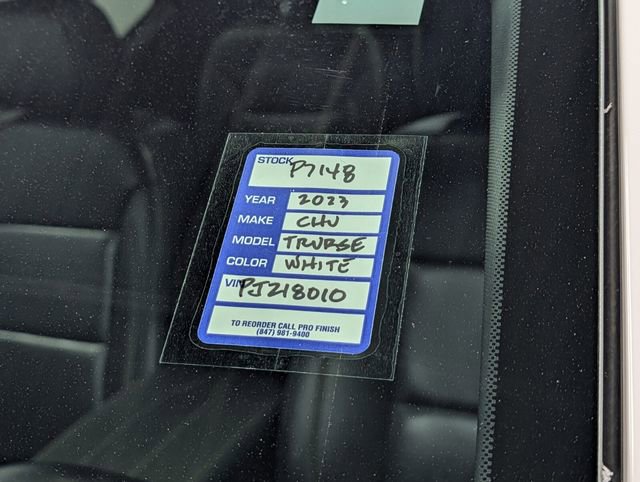 STOCK P7148
YEAR 2023
MAKE CHV
MODEL TRVRSE
COLOR WHITE
VIN PJ218010
TO REORDER CALL PRO FINISH
(847) 981-9400